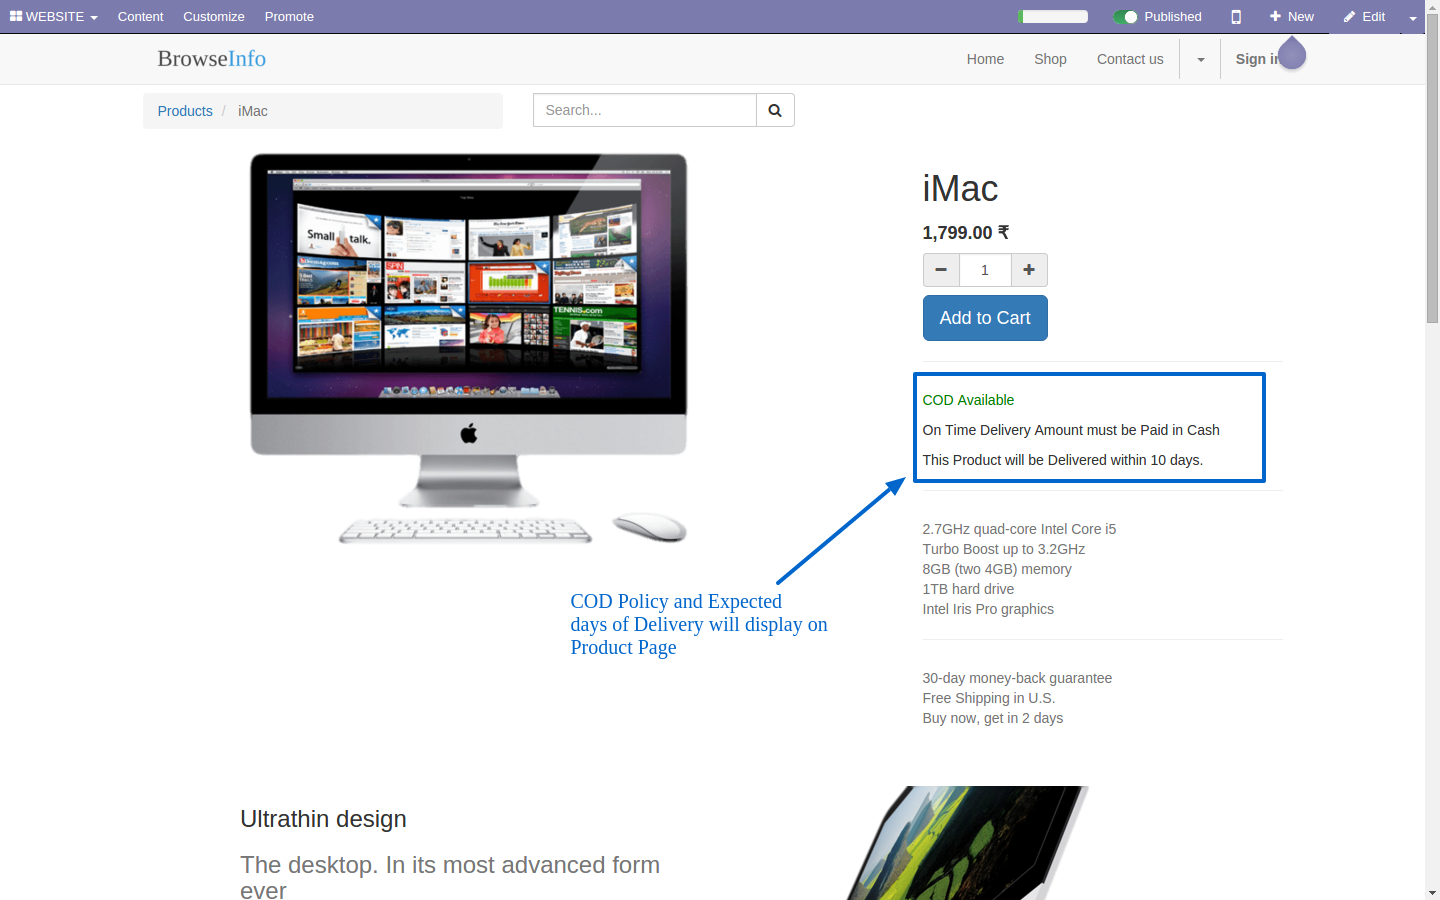 WEBSITE Content Customize Promote Published New Edit
BrowseInfo Home Shop Contact us Sign in
Products / iMac Search...
iMac
1,799.00 ₹
1
Add to Cart
COD Available
On Time Delivery Amount must be Paid in Cash
This Product will be Delivered within 10 days.
2.7GHz quad-core Intel Core i5
Turbo Boost up to 3.2GHz
8GB (two 4GB) memory
1TB hard drive
Intel Iris Pro graphics
COD Policy and Expected
days of Delivery will display on
Product Page
30-day money-back guarantee
Free Shipping in U.S.
Buy now, get in 2 days
Small talk.
TENNIS.com
Ultrathin design
The desktop. In its most advanced form
ever